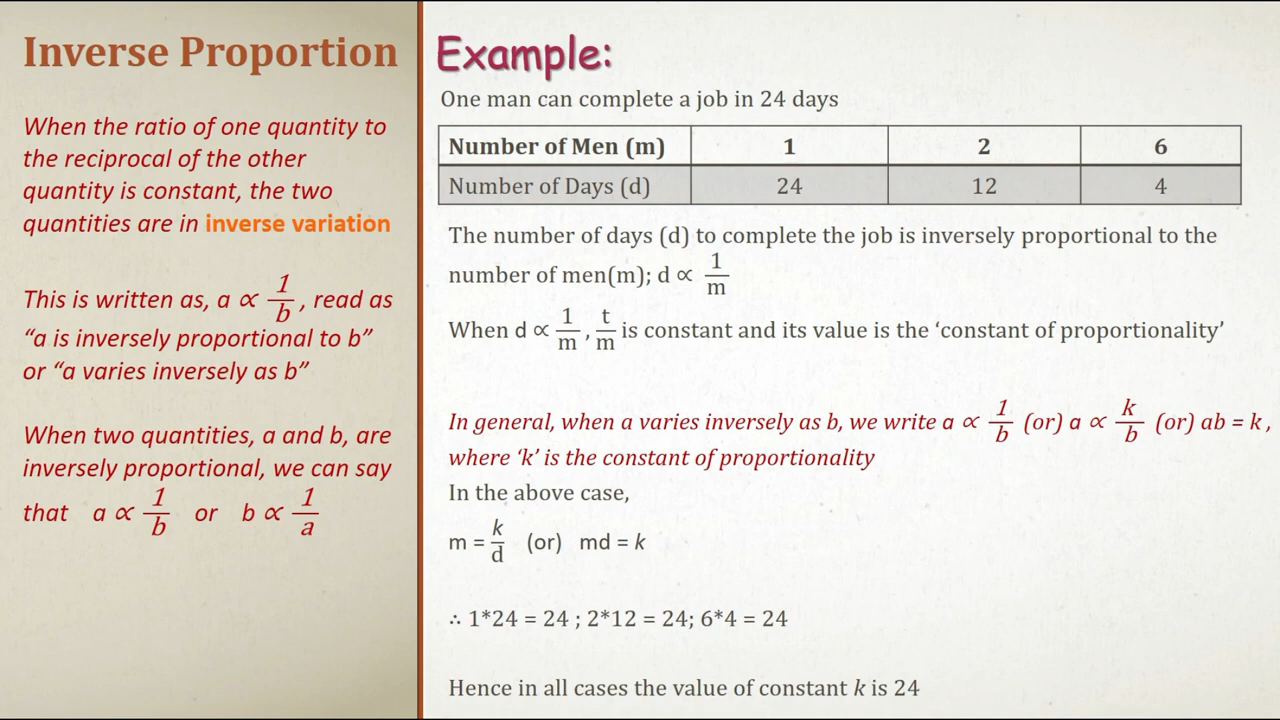 Inverse Proportion
When the ratio of one quantity to
the reciprocal of the other
quantity is constant, the two
quantities are in inverse variation
This is written as, a ∝ 1/b, read as
“a is inversely proportional to b”
or “a varies inversely as b”
When two quantities, a and b, are
inversely proportional, we can say
that a ∝ 1/b or b ∝ 1/a
Example:
One man can complete a job in 24 days
Number of Men (m) 1 2 6
Number of Days (d) 24 12 4
The number of days (d) to complete the job is inversely proportional to the
number of men(m); d ∝ 1/m
When d ∝ 1/m, t/m is constant and its value is the ‘constant of proportionality’
In general, when a varies inversely as b, we write a ∝ 1/b (or) a ∝ k/b (or) ab = k,
where ‘k’ is the constant of proportionality
In the above case,
m = k/d (or) md = k
∴ 1*24 = 24 ; 2*12 = 24; 6*4 = 24
Hence in all cases the value of constant k is 24